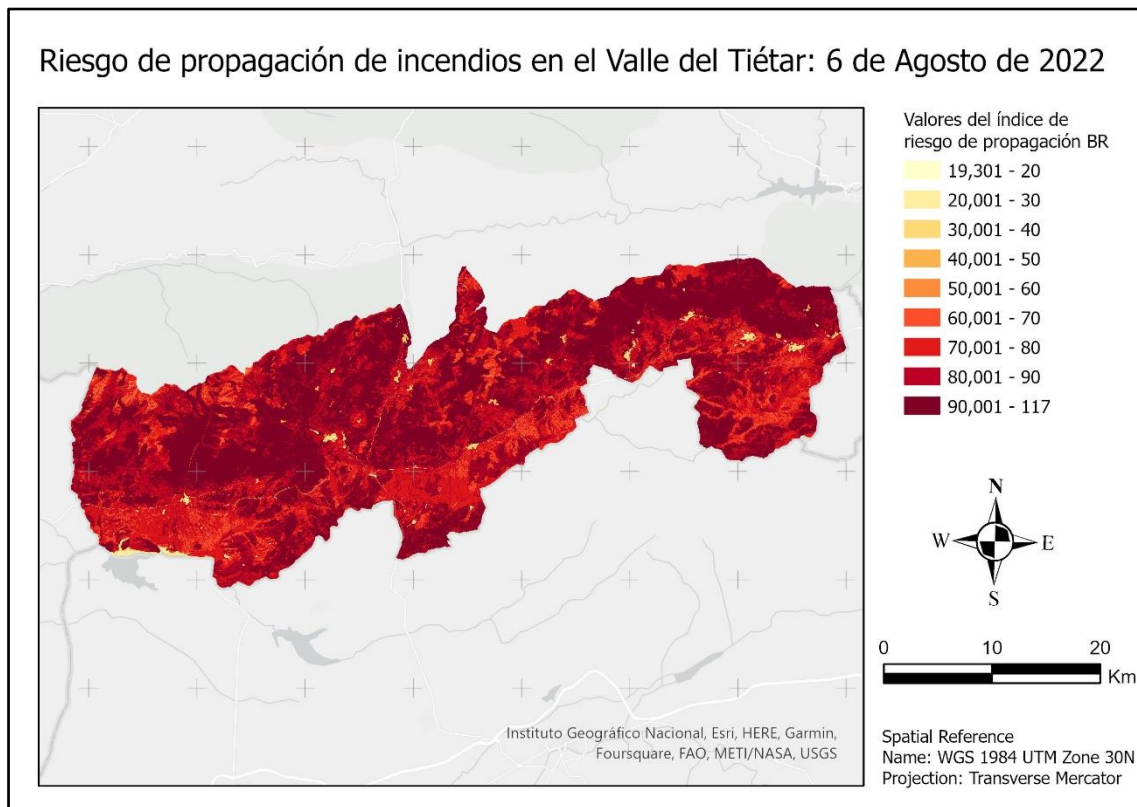 Riesgo de propagación de incendios en el Valle del Tiétar: 6 de Agosto de 2022
Valores del índice de
riesgo de propagación BR
19,301 - 20
20,001 - 30
30,001 - 40
40,001 - 50
50,001 - 60
60,001 - 70
70,001 - 80
80,001 - 90
90,001 - 117
N
W
E
S
0
10
20
Km
Instituto Geográfico Nacional, Esri, HERE, Garmin,
Foursquare, FAO, METI/NASA, USGS
Spatial Reference
Name: WGS 1984 UTM Zone 30N
Projection: Transverse Mercator